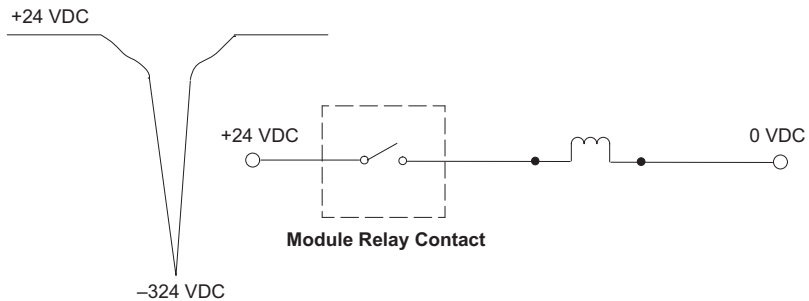 +24 VDC
+24 VDC
0 VDC
Module Relay Contact
–324 VDC